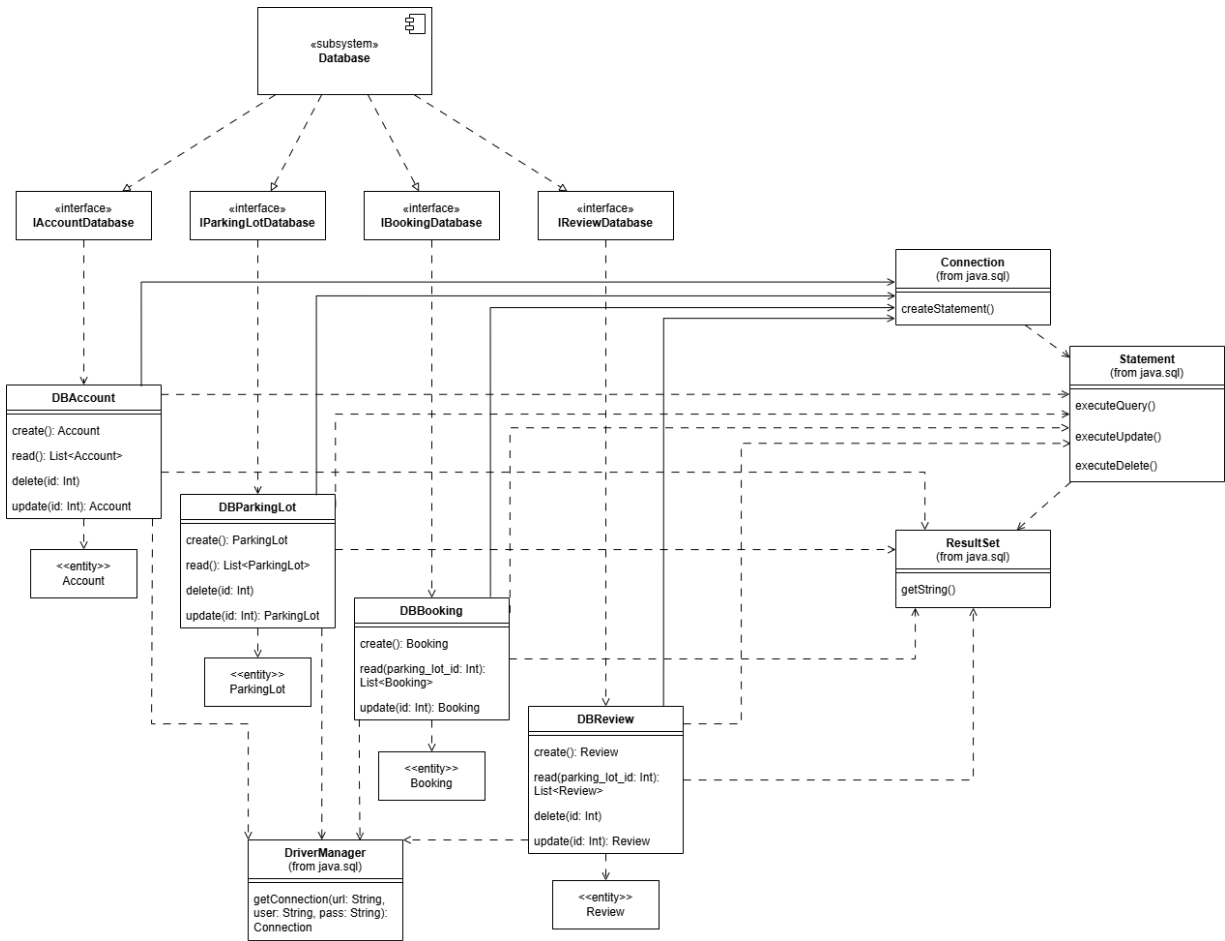 «subsystem»
Database
«interface»
IAccountDatabase
«interface»
IParkingLotDatabase
«interface»
IBookingDatabase
«interface»
IReviewDatabase
Connection
(from java.sql)
createStatement()
Statement
(from java.sql)
executeQuery()
executeUpdate()
executeDelete()
DBAccount
create(): Account
read(): List<Account>
delete(id: Int)
update(id: Int): Account
DBParkingLot
create(): ParkingLot
read(): List<ParkingLot>
delete(id: Int)
update(id: Int): ParkingLot
ResultSet
(from java.sql)
getString()
<<entity>>
Account
DBBooking
create(): Booking
read(parking_lot_id: Int):
List<Booking>
update(id: Int): Booking
<<entity>>
ParkingLot
DBReview
create(): Review
read(parking_lot_id: Int):
List<Review>
delete(id: Int)
update(id: Int): Review
<<entity>>
Booking
DriverManager
(from java.sql)
getConnection(url: String,
user: String, pass: String):
Connection
<<entity>>
Review